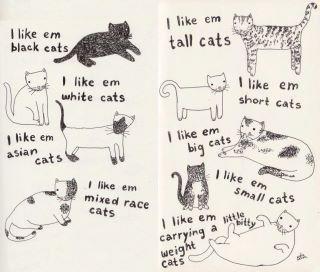 I like em
black cats
I like em
white cats
I like em
asian
cats
I like em
mixed race
cats
I like em
tall cats
I like em
short cats
I like em
big cats
I like em
small cats
I like em
carrying a little
bitty
weight
cats